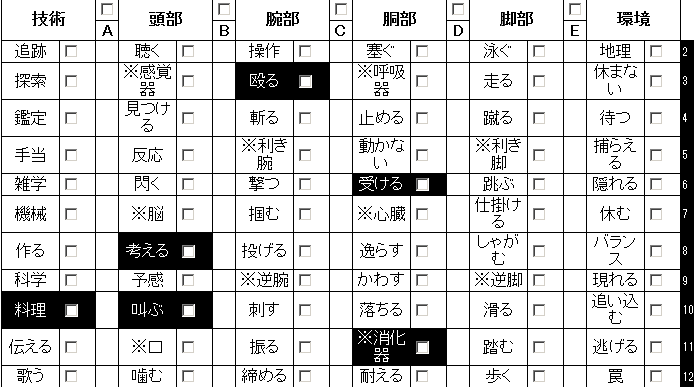 技術 A 頭部 B 腕部 C 胴部 D 脚部 E 環境
追跡 聴く 操作 塞ぐ 泳ぐ 地理 2
探索 ※感覚器 殴る ※呼吸器 走る 休まない 3
鑑定 見つける 斬る 止める 蹴る 待つ 4
手当 反応 ※利き腕 動かない ※利き脚 捕らえる 5
雑学 閃く 撃つ 受ける 跳ぶ 隠れる 6
機械 ※脳 掴む ※心臓 仕掛ける 休む 7
作る 考える 投げる 逸らす しゃがむ バランス 8
科学 予感 ※逆腕 かわす ※逆脚 現れる 9
料理 叫ぶ 刺す 落ちる 滑る 追い込む 10
伝える ※口 振る ※消化器 踏む 逃げる 11
歌う 噛む 締める 耐える 歩く 罠 12